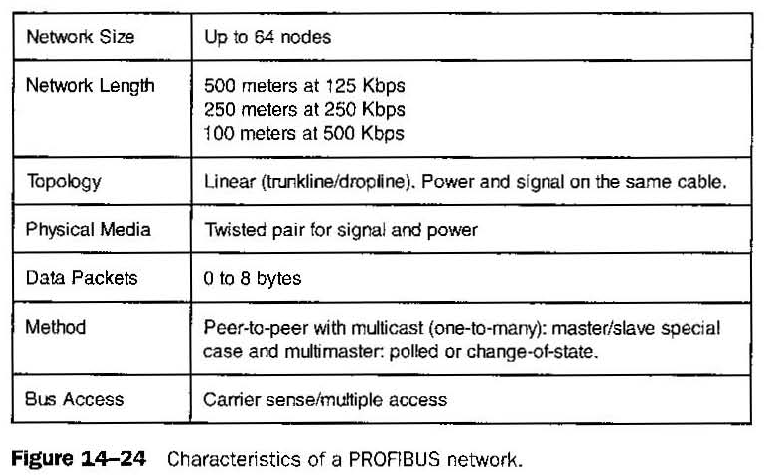 Network Size Up to 64 nodes
Network Length 500 meters at 125 Kbps
250 meters at 250 Kbps
100 meters at 500 Kbps
Topology Linear (trunkline/dropline). Power and signal on the same cable.
Physical Media Twisted pair for signal and power
Data Packets 0 to 8 bytes
Method Peer-to-peer with multicast (one-to-many): master/slave special
case and multimaster: polled or change-of-state.
Bus Access Carrier sense/multiple access
Figure 14–24 Characteristics of a PROFIBUS network.